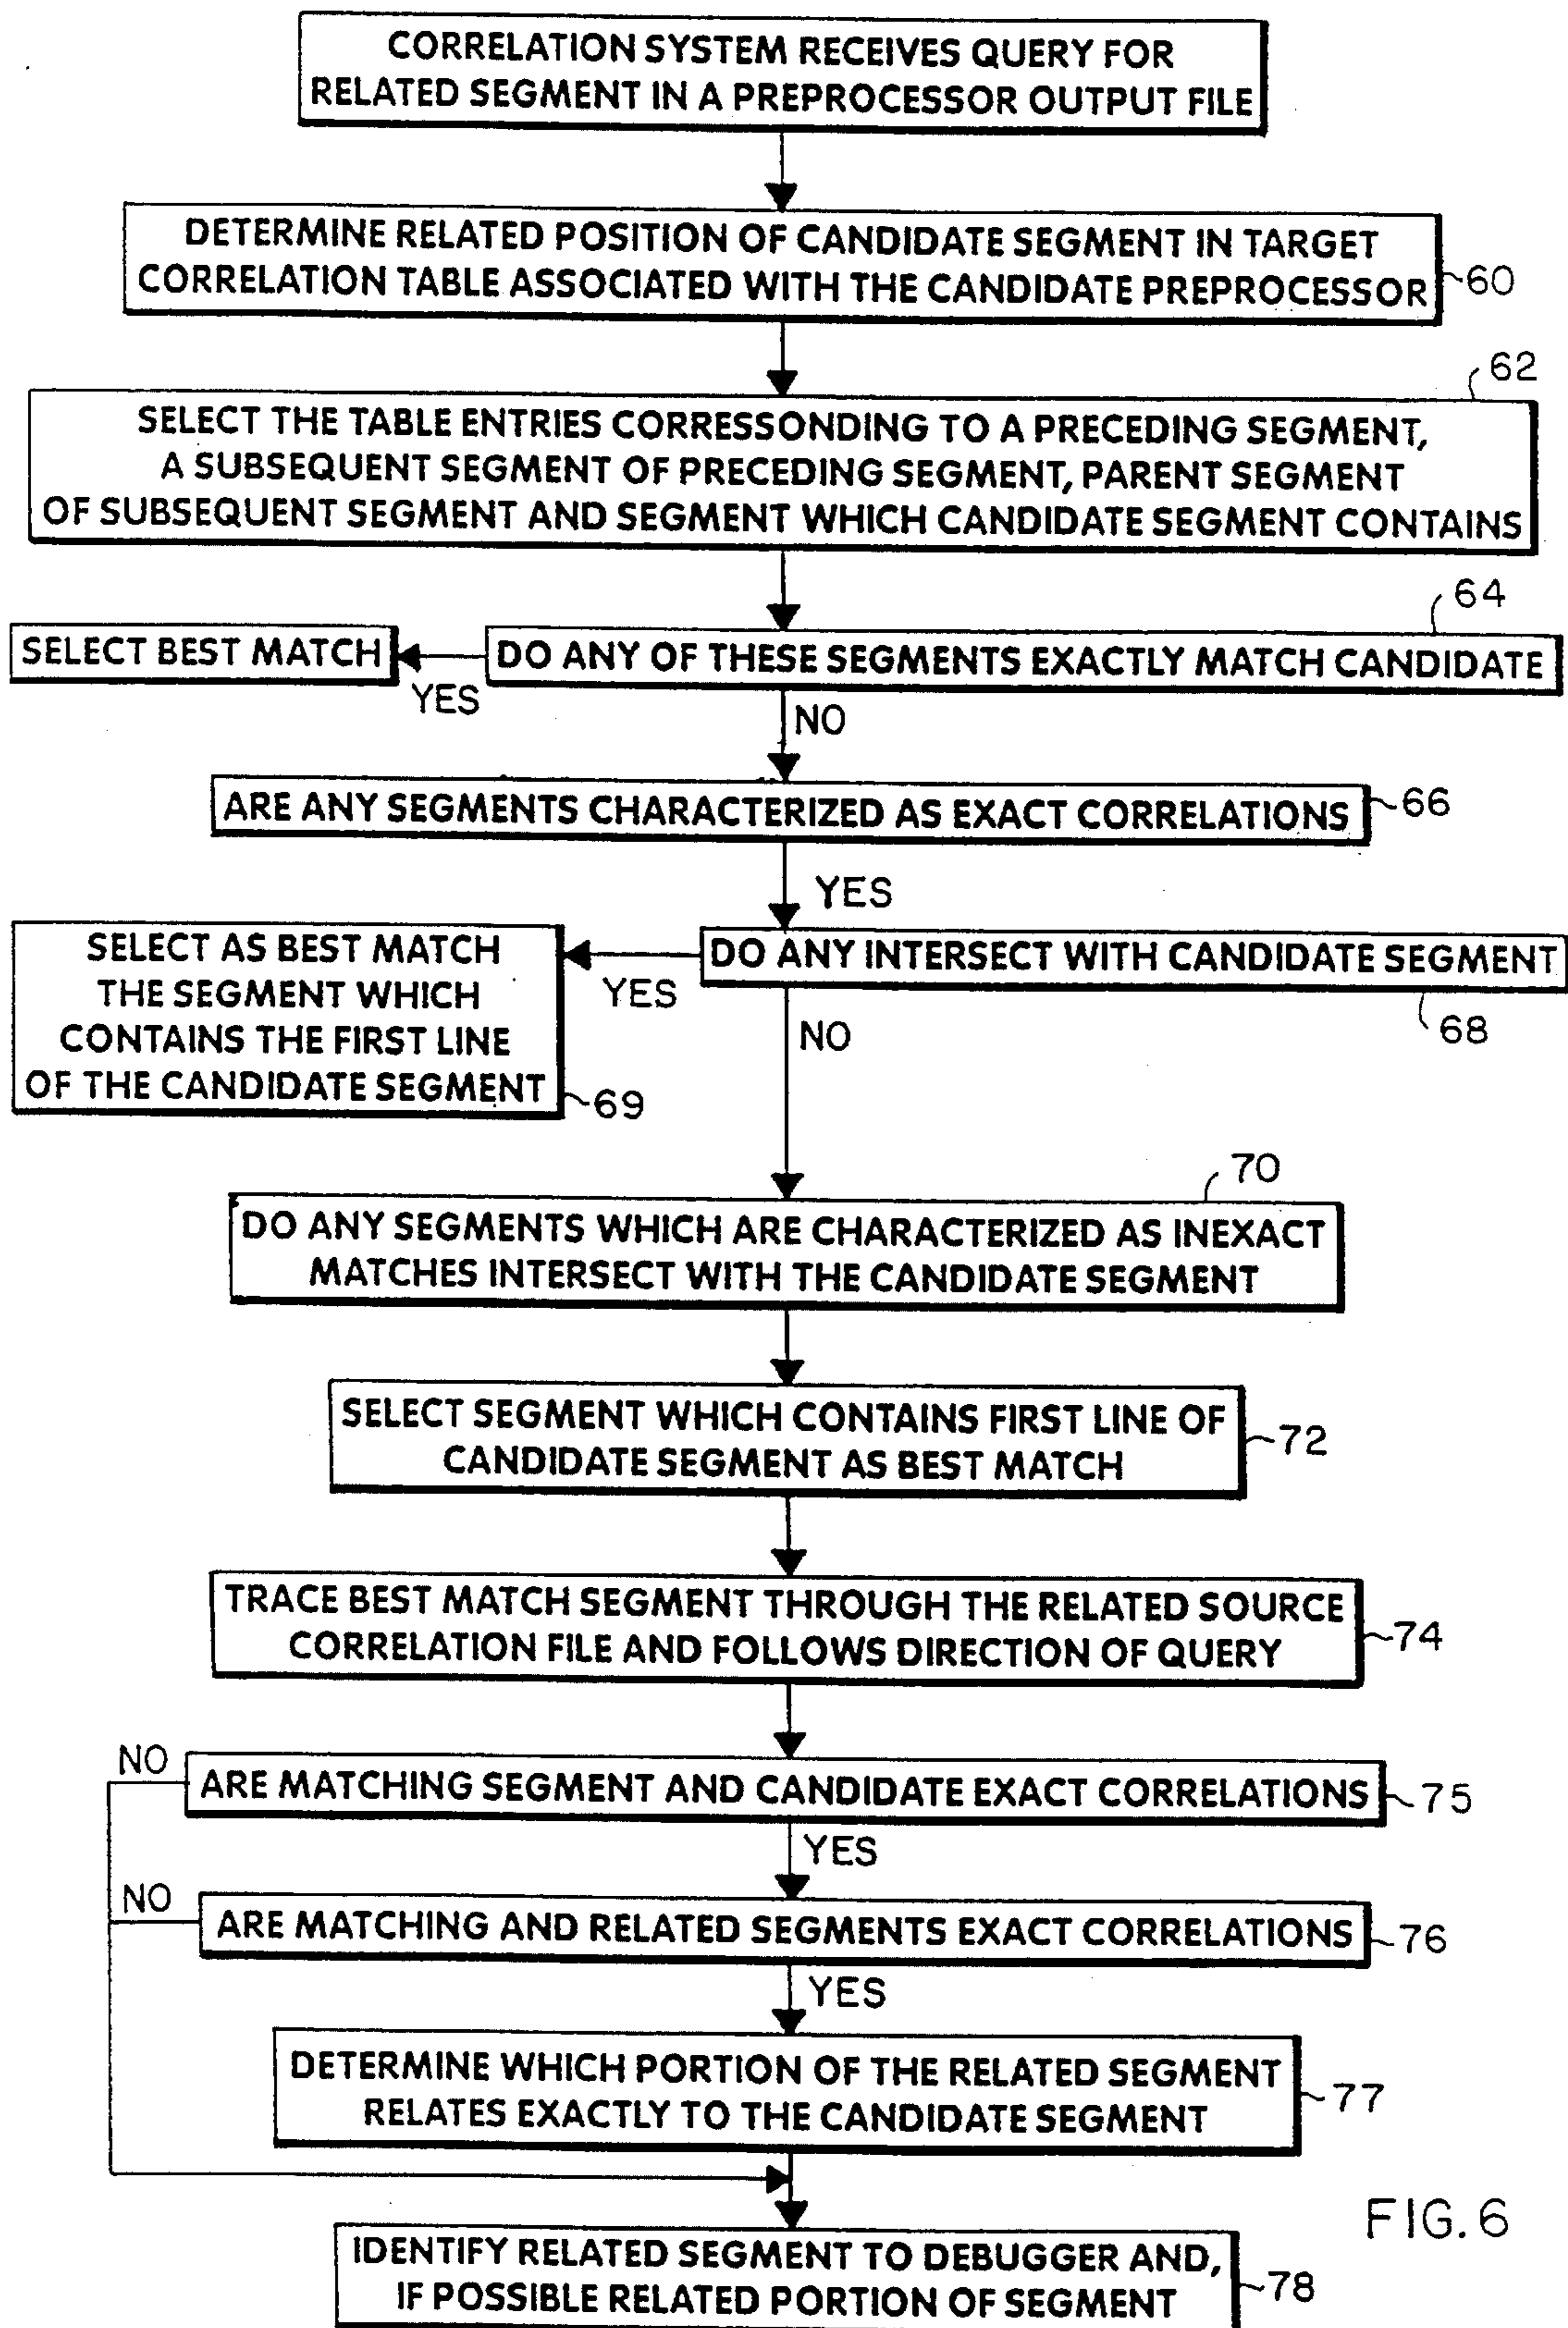 CORRELATION SYSTEM RECEIVES QUERY FOR
RELATED SEGMENT IN A PREPROCESSOR OUTPUT FILE
DETERMINE RELATED POSITION OF CANDIDATE SEGMENT IN TARGET
CORRELATION TABLE ASSOCIATED WITH THE CANDIDATE PREPROCESSOR
60
62
SELECT THE TABLE ENTRIES CORRESSONDING TO A PRECEDING SEGMENT,
A SUBSEQUENT SEGMENT OF PRECEDING SEGMENT, PARENT SEGMENT
OF SUBSEQUENT SEGMENT AND SEGMENT WHICH CANDIDATE SEGMENT CONTAINS
64
SELECT BEST MATCH
YES
DO ANY OF THESE SEGMENTS EXACTLY MATCH CANDIDATE
NO
ARE ANY SEGMENTS CHARACTERIZED AS EXACT CORRELATIONS
66
YES
DO ANY INTERSECT WITH CANDIDATE SEGMENT
68
YES
NO
SELECT AS BEST MATCH
THE SEGMENT WHICH
CONTAINS THE FIRST LINE
OF THE CANDIDATE SEGMENT
69
70
DO ANY SEGMENTS WHICH ARE CHARACTERIZED AS INEXACT
MATCHES INTERSECT WITH THE CANDIDATE SEGMENT
SELECT SEGMENT WHICH CONTAINS FIRST LINE OF
CANDIDATE SEGMENT AS BEST MATCH
72
TRACE BEST MATCH SEGMENT THROUGH THE RELATED SOURCE
CORRELATION FILE AND FOLLOWS DIRECTION OF QUERY
74
NO
ARE MATCHING SEGMENT AND CANDIDATE EXACT CORRELATIONS
75
YES
NO
ARE MATCHING AND RELATED SEGMENTS EXACT CORRELATIONS
76
YES
DETERMINE WHICH PORTION OF THE RELATED SEGMENT
RELATES EXACTLY TO THE CANDIDATE SEGMENT
77
IDENTIFY RELATED SEGMENT TO DEBUGGER AND,
IF POSSIBLE RELATED PORTION OF SEGMENT
78
FIG. 6